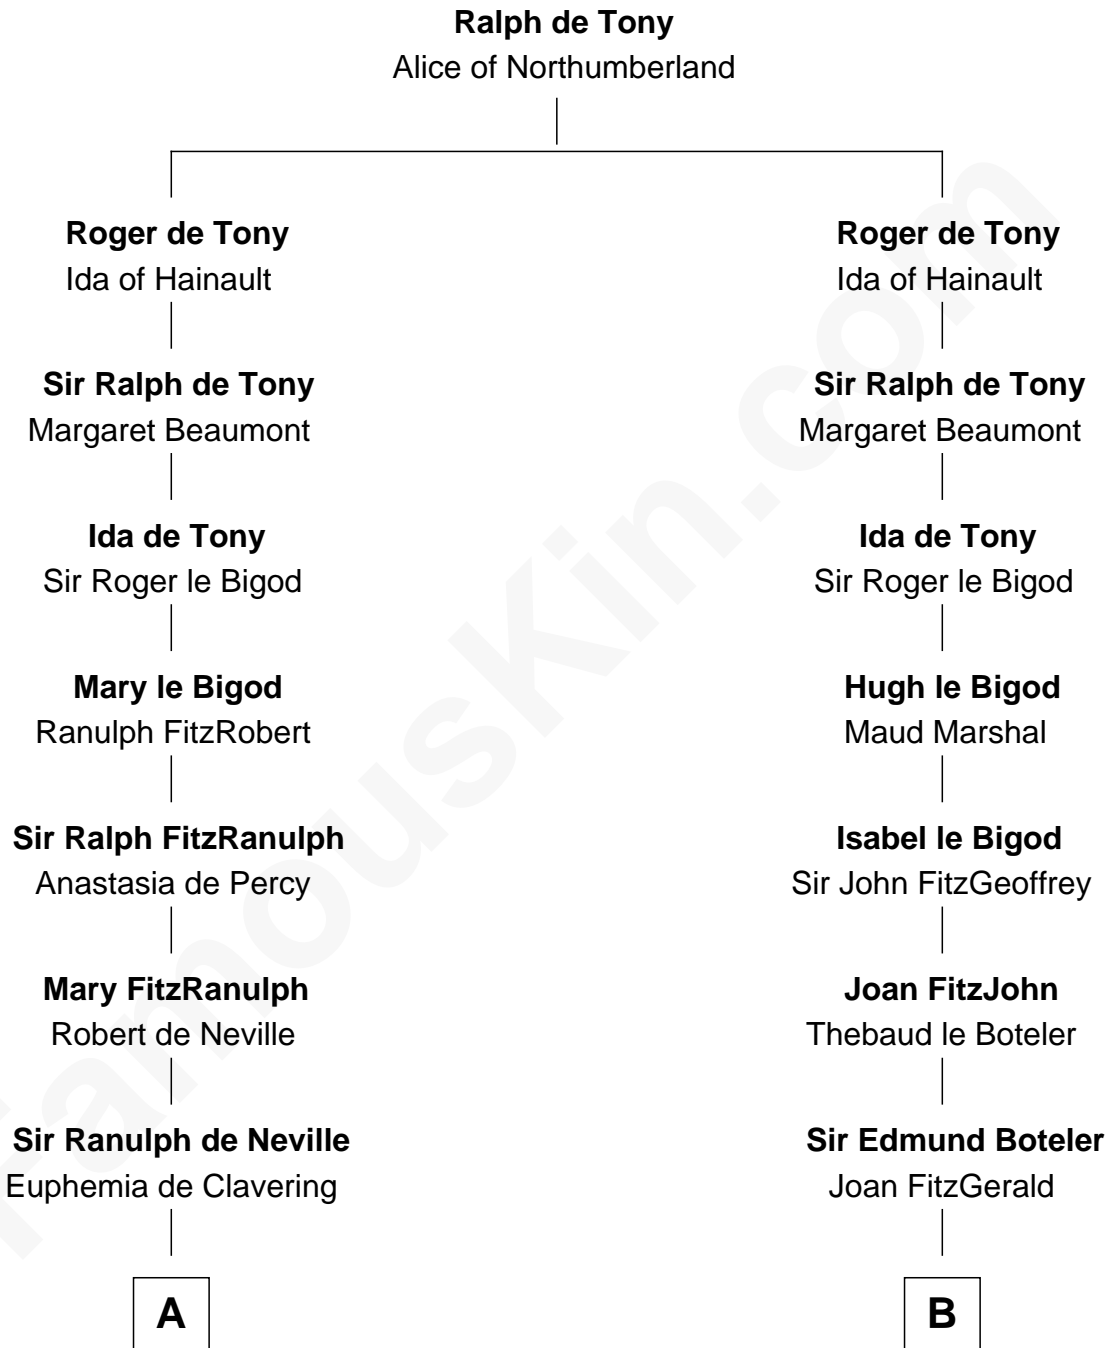 Ralph de Tony
Alice of Northumberland
Roger de Tony
Ida of Hainault
Roger de Tony
Ida of Hainault
Sir Ralph de Tony
Margaret Beaumont
Sir Ralph de Tony
Margaret Beaumont
Ida de Tony
Sir Roger le Bigod
Ida de Tony
Sir Roger le Bigod
Mary le Bigod
Ranulph FitzRobert
Hugh le Bigod
Maud Marshal
Sir Ralph FitzRanulph
Anastasia de Percy
Isabel le Bigod
Sir John FitzGeoffrey
Mary FitzRanulph
Robert de Neville
Joan FitzJohn
Thebaud le Boteler
Sir Ranulph de Neville
Euphemia de Clavering
Sir Edmund Boteler
Joan FitzGerald
A
B
FamousKin.com